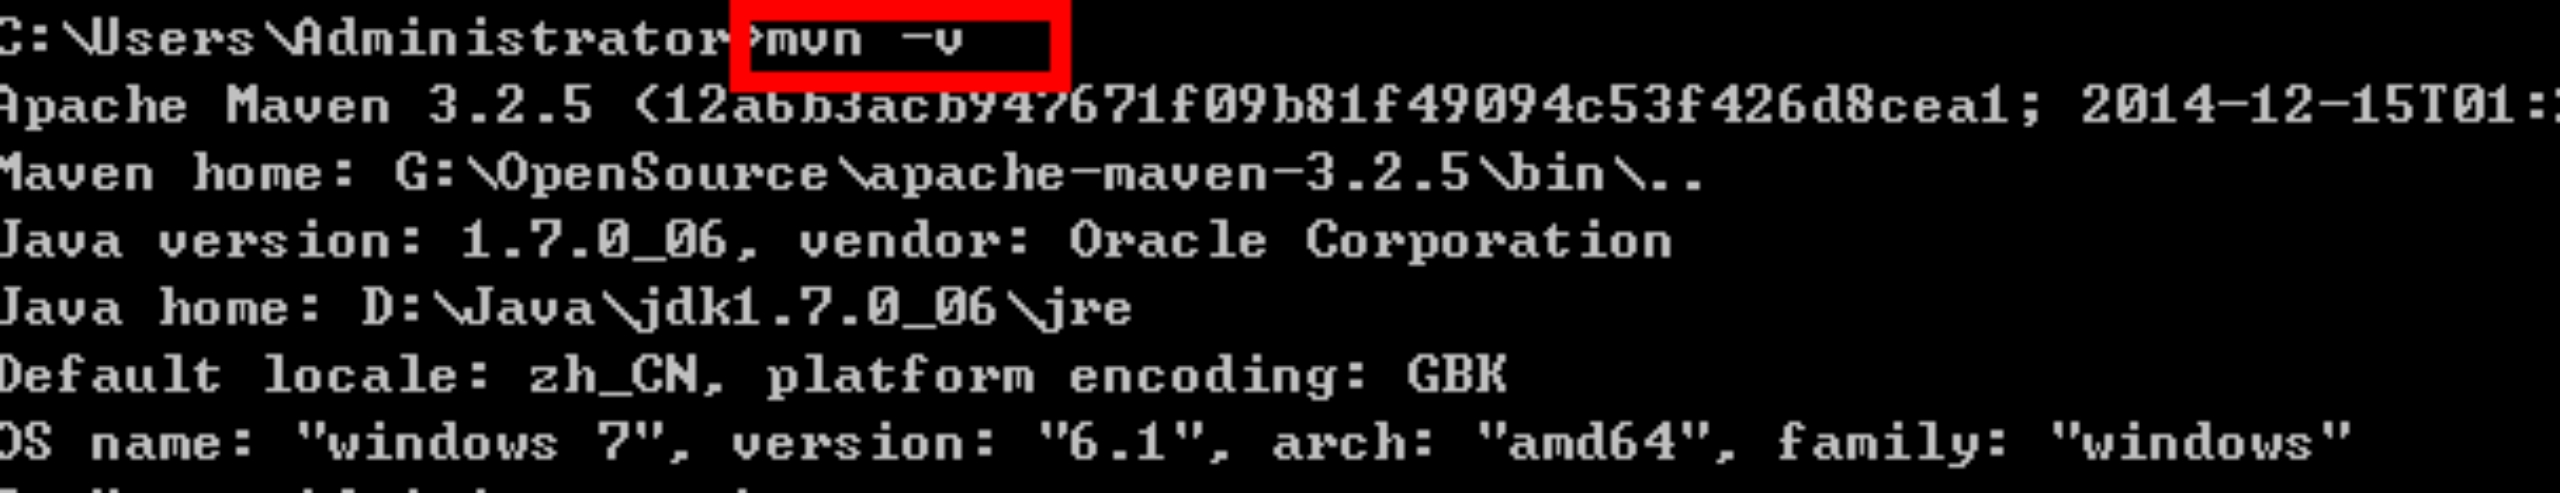 C:\Users\Administrator>mvn -v
Apache Maven 3.2.5 (12a6b3acb947671f09b81f49094c53f426d8cea1; 2014-12-15T01:
Maven home: G:\OpenSource\apache-maven-3.2.5\bin\..
Java version: 1.7.0_06, vendor: Oracle Corporation
Java home: D:\Java\jdk1.7.0_06\jre
Default locale: zh_CN, platform encoding: GBK
OS name: "windows 7", version: "6.1", arch: "amd64", family: "windows"